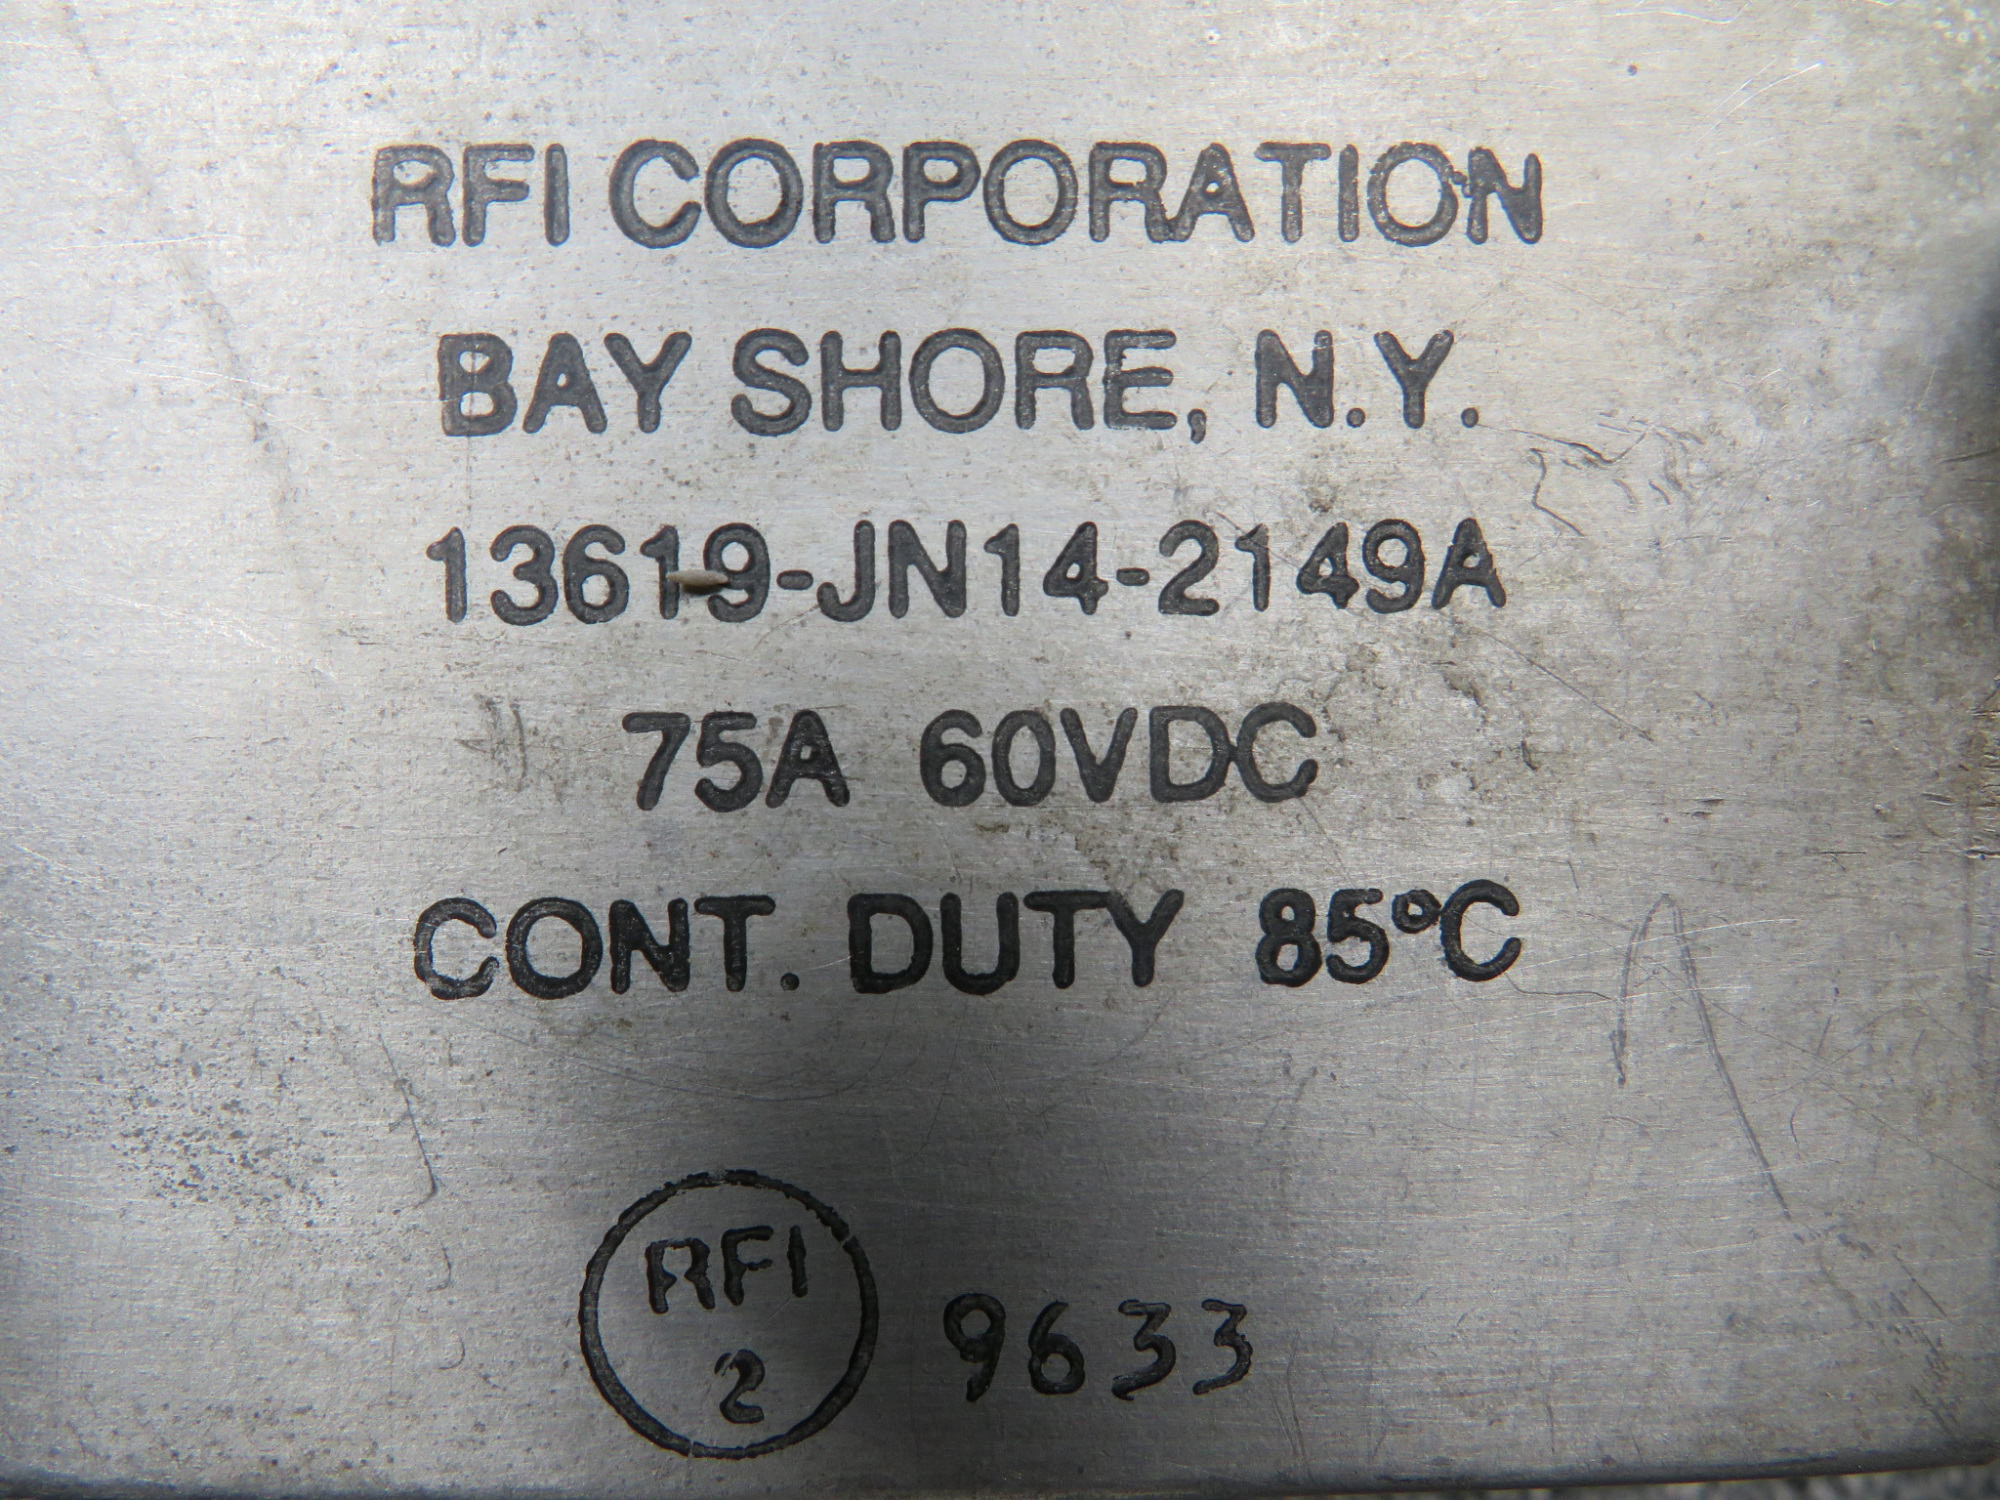 RFI CORPORATION
BAY SHORE, N.Y.
13619-JN14-2149A
75A 60VDC
CONT. DUTY 85°C
RFI
2
9633